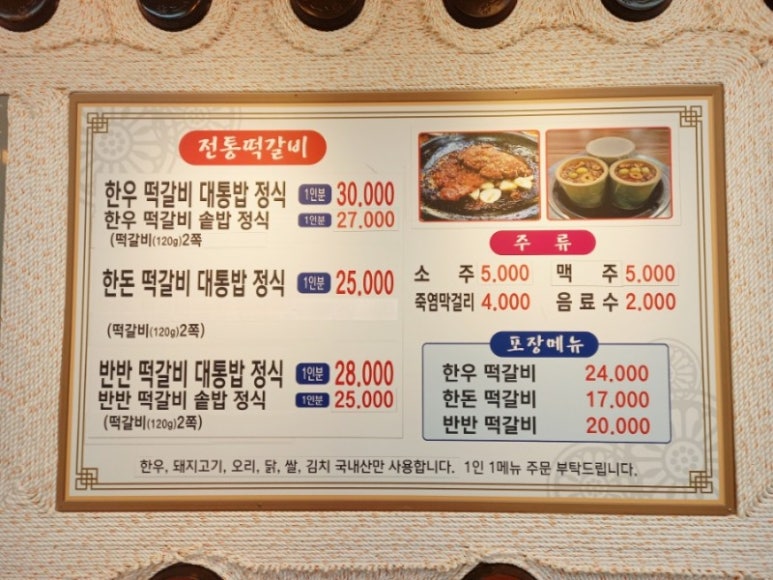 전통떡갈비
한우 떡갈비 대통밥 정식 1인분 30,000
한우 떡갈비 솥밥 정식 1인분 27,000
(떡갈비(120g)2쪽
한돈 떡갈비 대통밥 정식 1인분 25,000
(떡갈비(120g)2쪽)
반반 떡갈비 대통밥 정식 1인분 28,000
반반 떡갈비 솥밥 정식 1인분 25,000
(떡갈비(120g)2쪽)
주 류
소 주 5,000 맥 주 5,000
죽염막걸리 4,000 음료수 2,000
포장메뉴
한우 떡갈비 24,000
한돈 떡갈비 17,000
반반 떡갈비 20,000
한우, 돼지고기, 오리, 닭, 쌀, 김치 국내산만 사용합니다. 1인 1메뉴 주문 부탁드립니다.